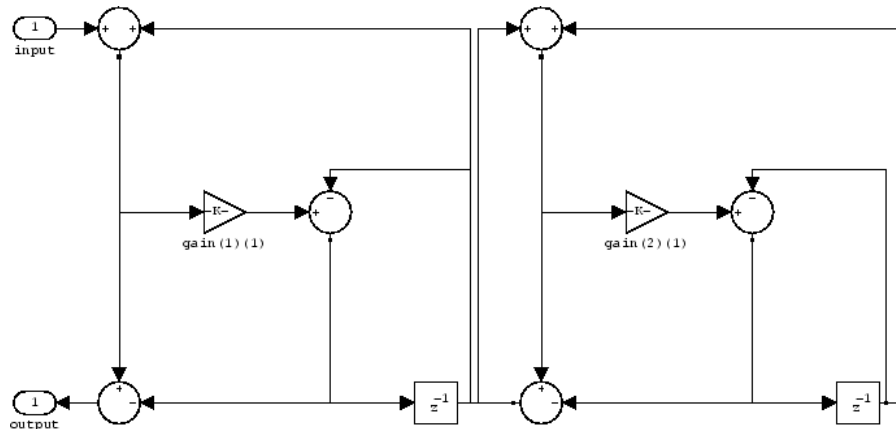 1
input
+ +
+ +
-K-
+ -
gain(1)(1)
-K-
+ -
gain(2)(1)
1
output
+ -
z-1
+ -
z-1